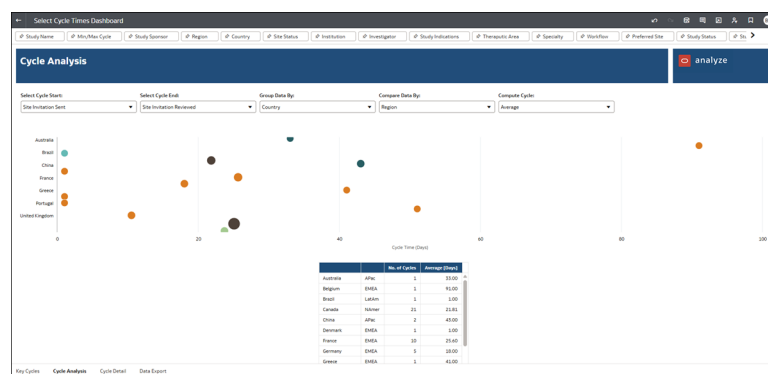 ← Select Cycle Times Dashboard
Study Name Min/Max Cycle Study Sponsor Region Country Site Status Institution Investigator Study Indications Therapeutic Area Specialty Workflow Preferred Site Study Status
Cycle Analysis
analyze
Select Cycle Start: Select Cycle End: Group Data By: Compare Data By: Compute Cycle:
Site Invitation Sent Site Invitation Reviewed Country Region Average
Australia
Brazil
China
France
Greece
Portugal
United Kingdom
0 20 40 60 80 100
Cycle Time (Days)
No. of Cycles Average (Days)
Australia APac 1 33.00
Belgium EMEA 1 91.00
Brazil LatAm 1 1.00
Canada NAmer 21 21.81
China APac 2 43.00
Denmark EMEA 1 1.00
France EMEA 10 25.60
Germany EMEA 5 18.00
Greece EMEA 1 41.00
Key Cycles Cycle Analysis Cycle Detail Data Export